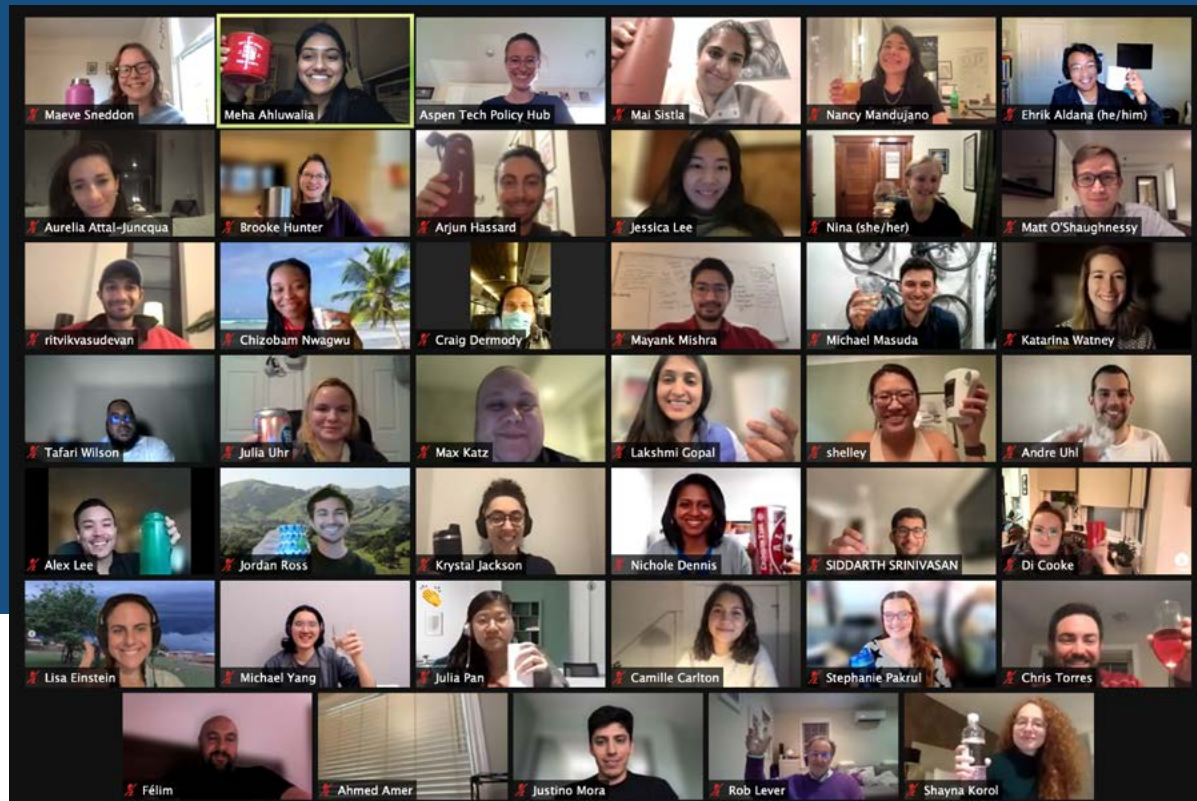 Maeve Sneddon
Meha Ahluwalia
Aspen Tech Policy Hub
Mai Sistla
Nancy Mandujano
Ehrik Aldana (he/him)
Aurelia Attal-Juncqua
Brooke Hunter
Arjun Hassard
Jessica Lee
Nina (she/her)
Matt O'Shaughnessy
ritvikvasudevan
Chizobam Nwagwu
Craig Dermody
Mayank Mishra
Michael Masuda
Katarina Watney
Tafari Wilson
Julia Uhr
Max Katz
Lakshmi Gopal
shelley
Andre Uhl
Alex Lee
Jordan Ross
Krystal Jackson
Nichole Dennis
SIDDARTH SRINIVASAN
Di Cooke
Lisa Einstein
Michael Yang
Julia Pan
Camille Carlton
Stephanie Pakrul
Chris Torres
Félim
Ahmed Amer
Justino Mora
Rob Lever
Shayna Korol